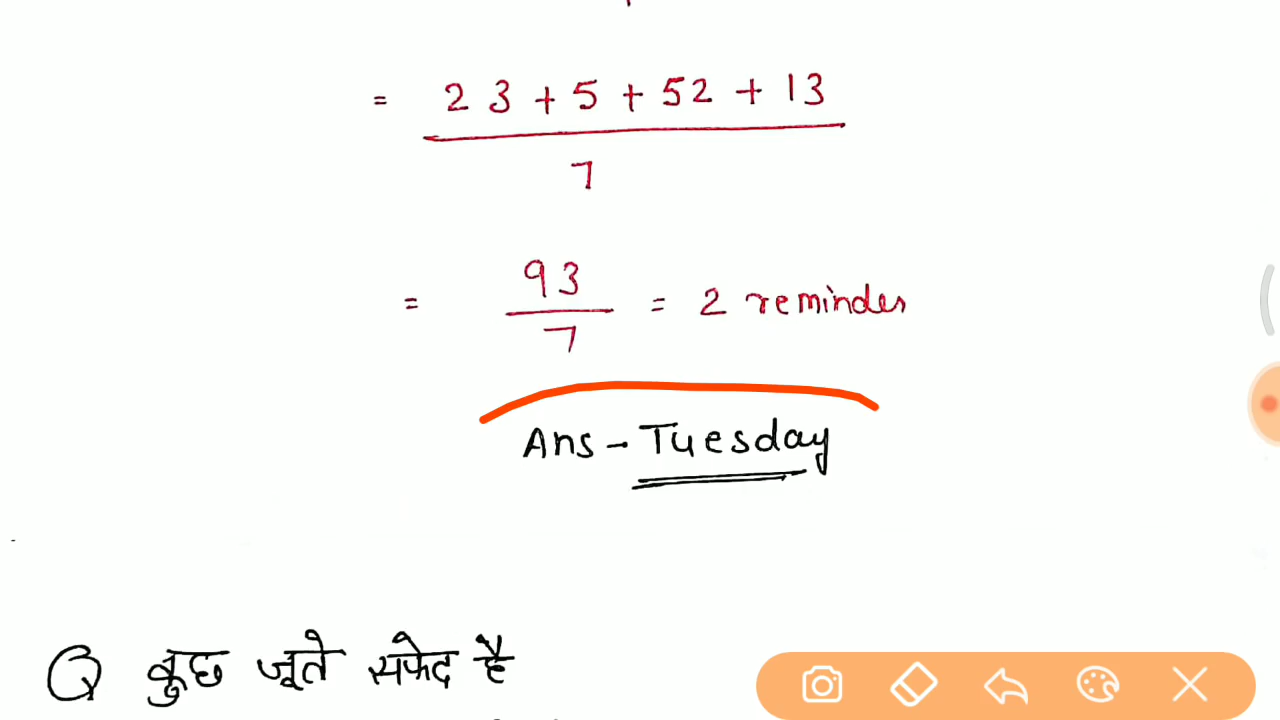 = 23+5+52+13
7
= 93
7
= 2 reminder
Ans - Tuesday
Q कुछ जूते सफेद है